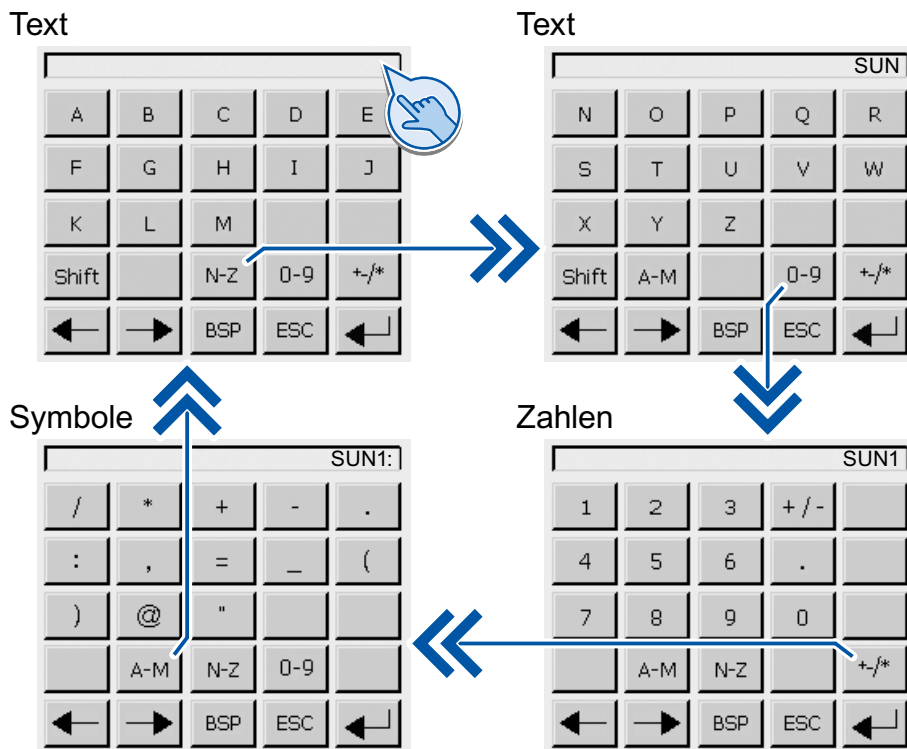 Text
A B C D E
F G H I J
K L M
Shift N-Z 0-9 +-/*
BSP ESC
Text
SUN
N O P Q R
S T U V W
X Y Z
Shift A-M 0-9 +-/*
BSP ESC
Symbole
SUN1:
/ * + - .
: , = _ (
) @ "
A-M N-Z 0-9
BSP ESC
Zahlen
SUN1
1 2 3 +/-
4 5 6 .
7 8 9 0
A-M N-Z +-/*
BSP ESC